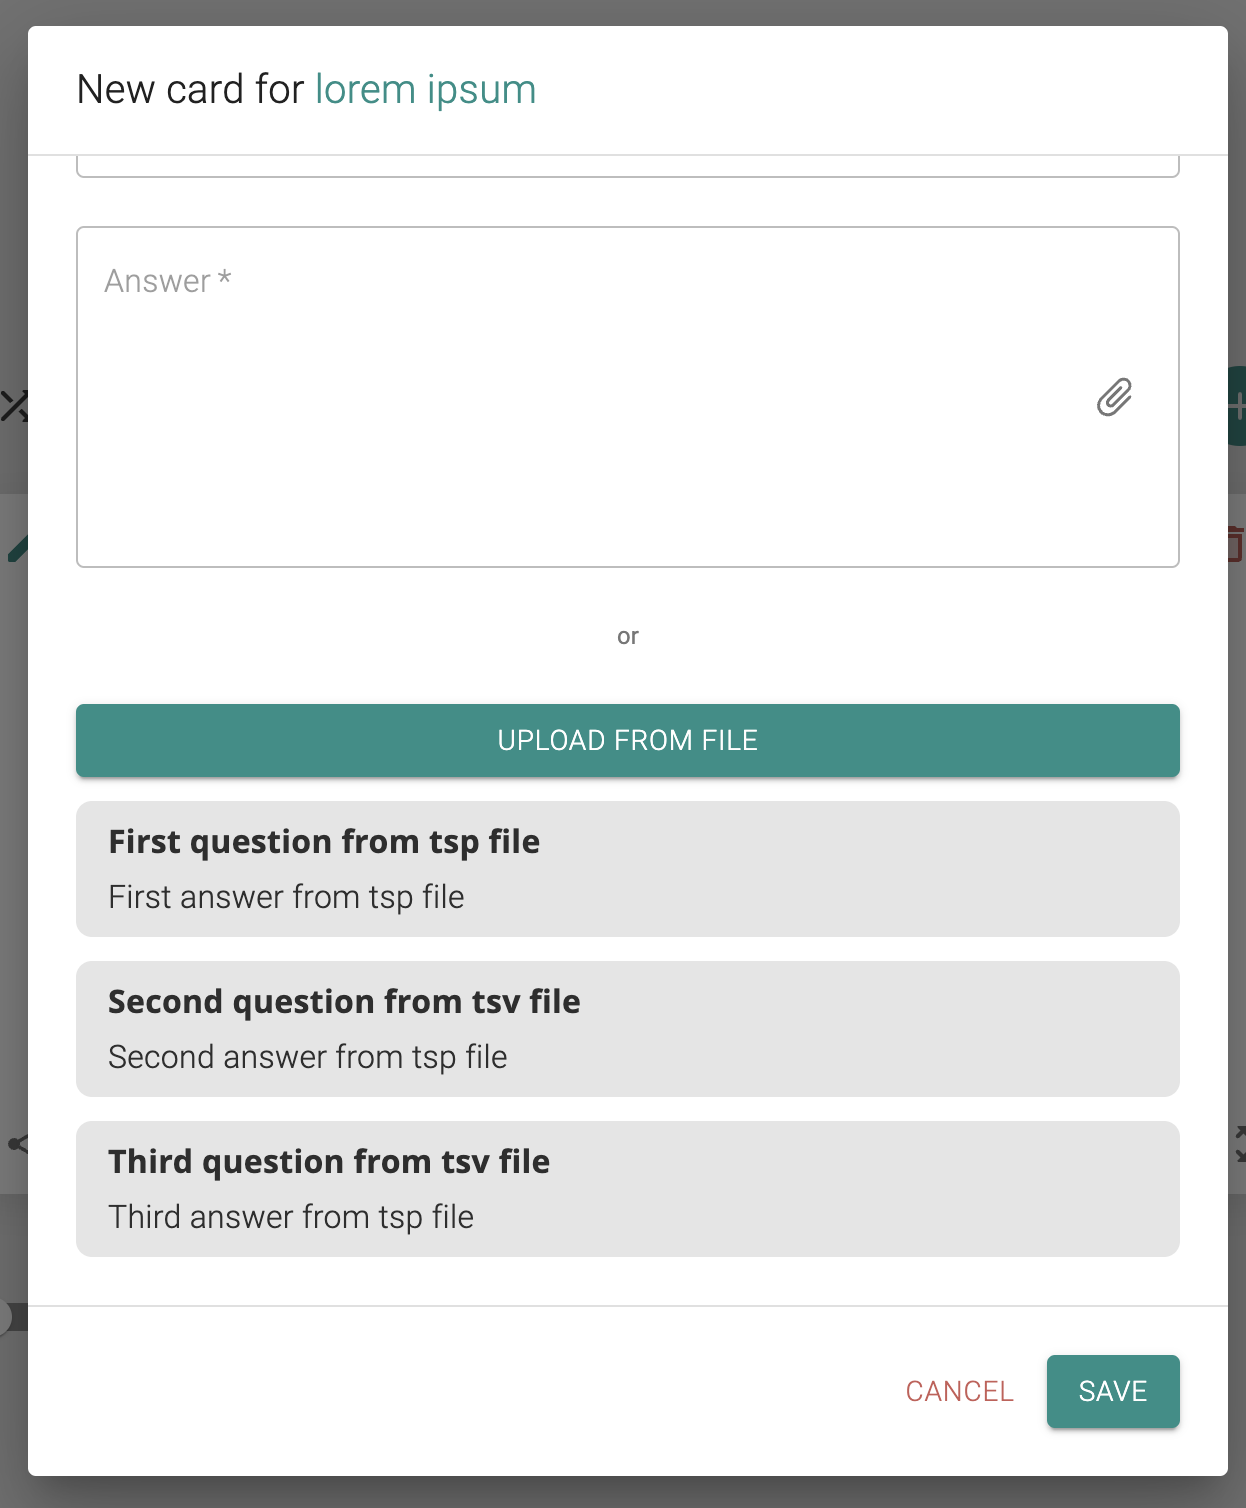 New card for lorem ipsum
Answer *
or
UPLOAD FROM FILE
First question from tsp file
First answer from tsp file
Second question from tsv file
Second answer from tsp file
Third question from tsv file
Third answer from tsp file
CANCEL
SAVE